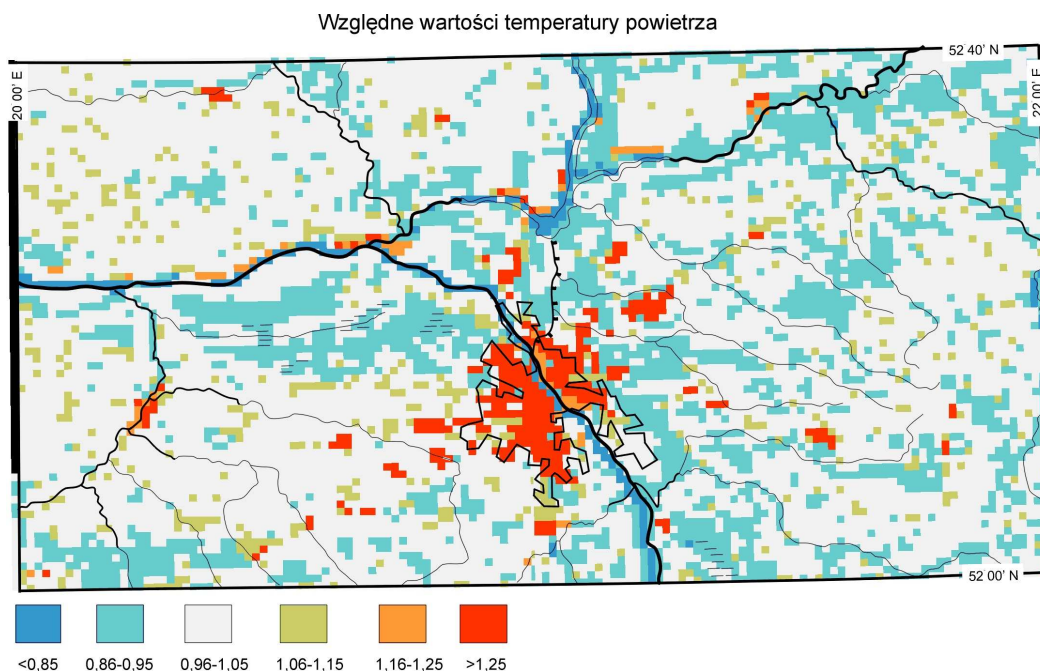 Względne wartości temperatury powietrza
52 40' N
20 00' E
22 00' E
52 00' N
<0,85 0,86-0,95 0,96-1,05 1,06-1,15 1,16-1,25 >1,25